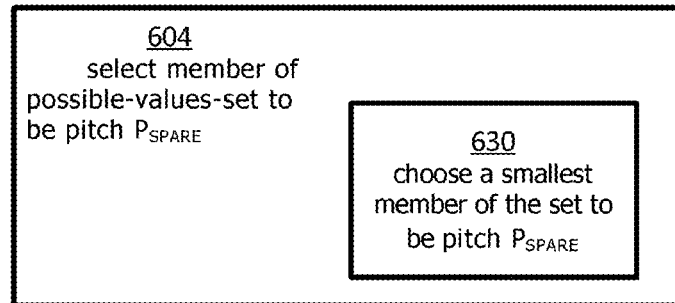 604
select member of
possible-values-set to
be pitch PSPARE
630
choose a smallest
member of the set to
be pitch PSPARE